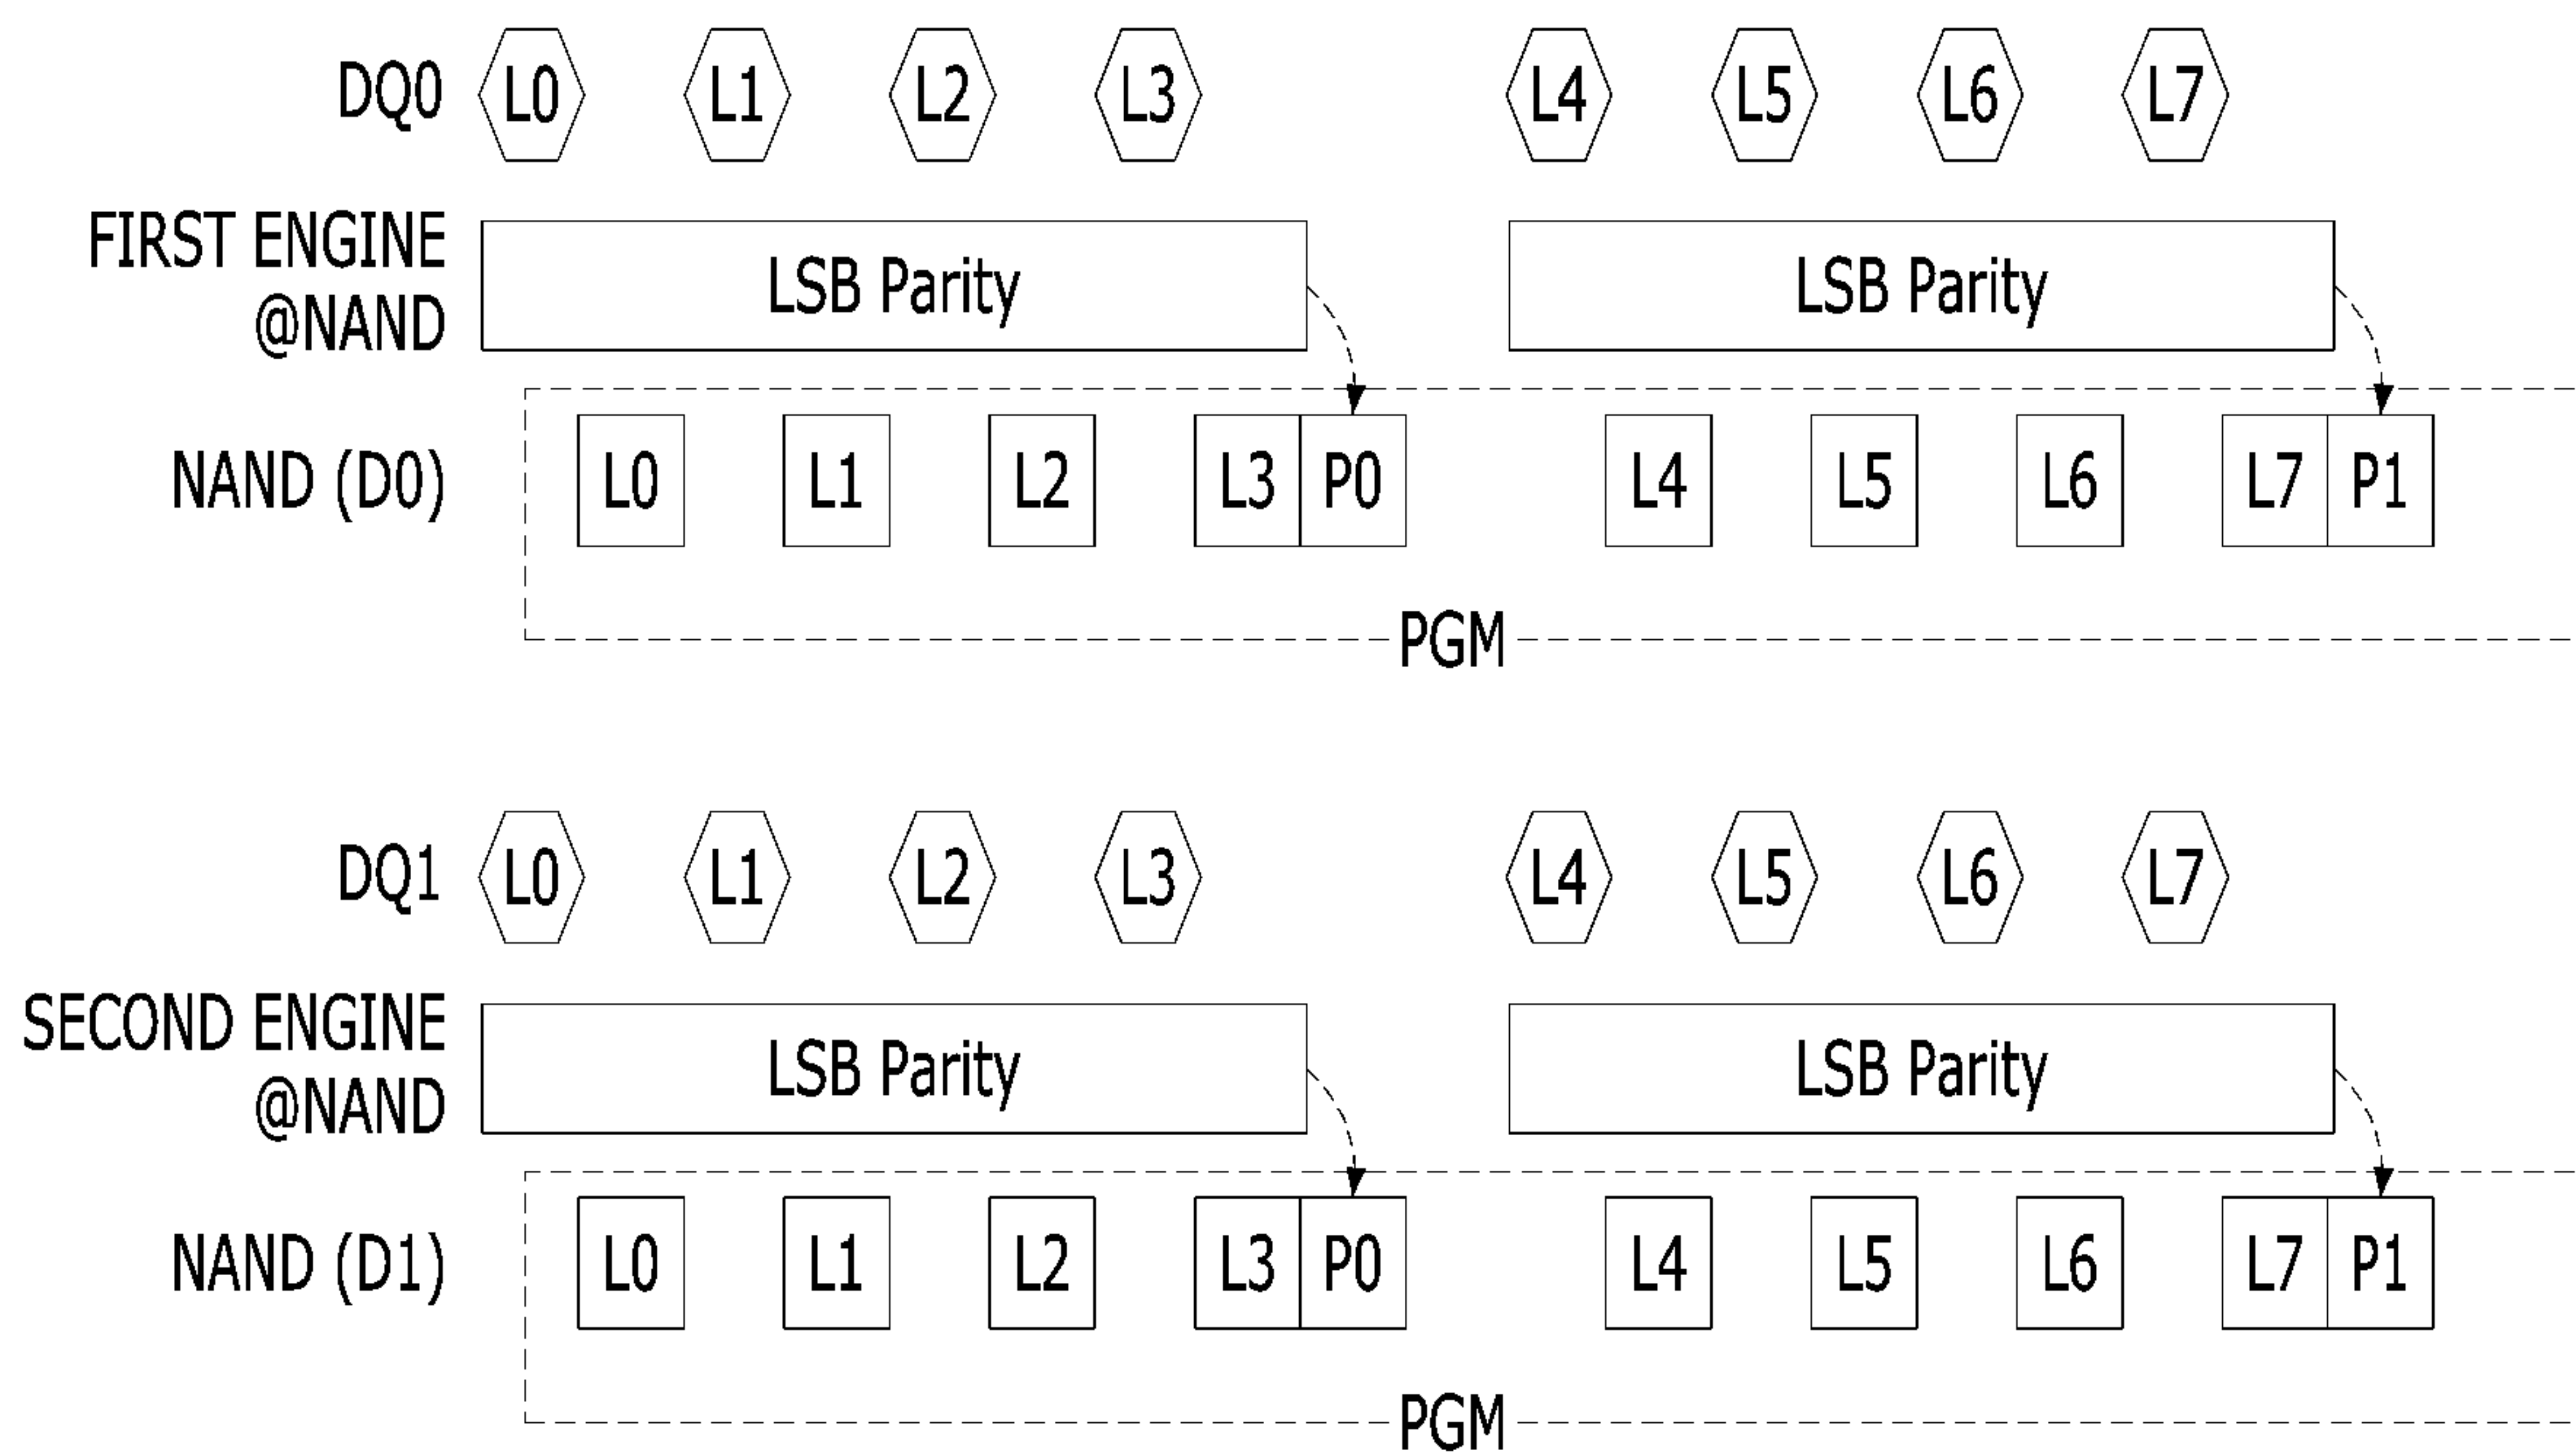 DQ0 L0 L1 L2 L3 L4 L5 L6 L7
FIRST ENGINE
@NAND
LSB Parity LSB Parity
NAND (D0) L0 L1 L2 L3 P0 L4 L5 L6 L7 P1
PGM
DQ1 L0 L1 L2 L3 L4 L5 L6 L7
SECOND ENGINE
@NAND
LSB Parity LSB Parity
NAND (D1) L0 L1 L2 L3 P0 L4 L5 L6 L7 P1
PGM